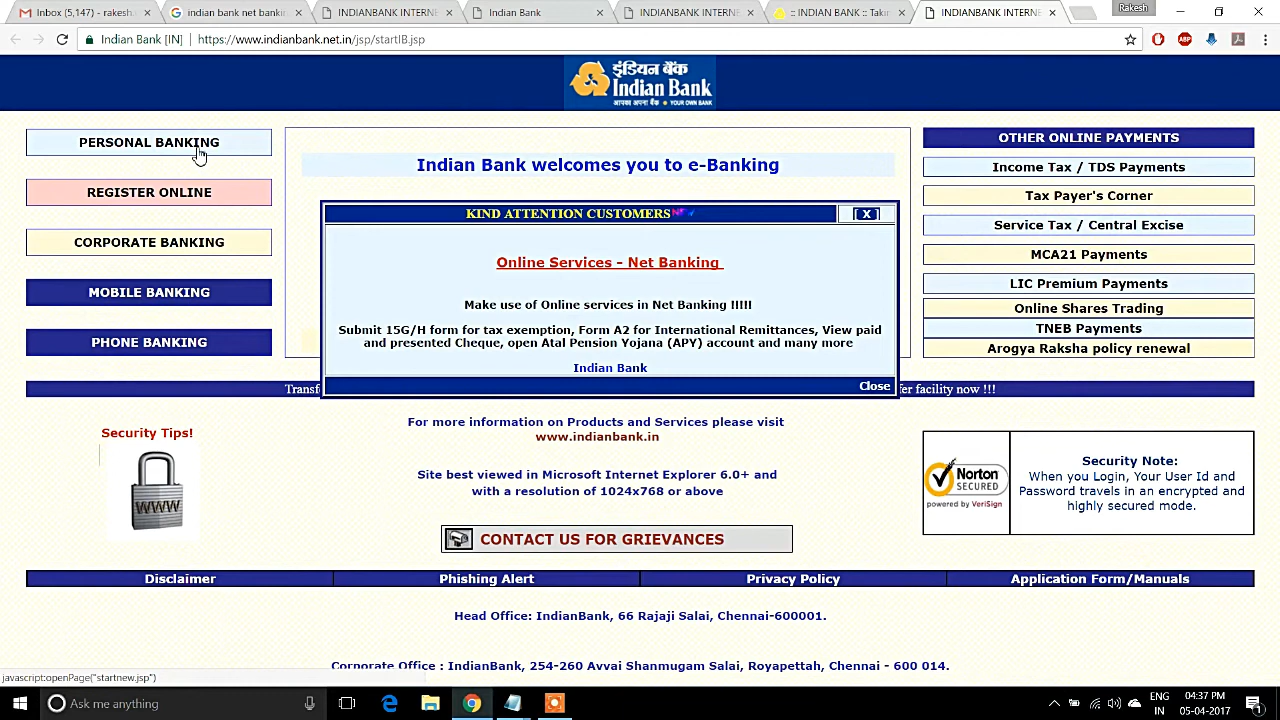 Inbox (5,147) - rakesh.
indian bank net bankin
INDIANBANK INTERNE
Indian Bank
INDIANBANK INTERNE
:: INDIAN BANK :: Takin
INDIANBANK INTERNE
Rakesh
Indian Bank [IN] https://www.indianbank.net.in/jsp/startIB.jsp
ABP
इंडियन बैंक
Indian Bank
आपका अपना बैंक YOUR OWN BANK
PERSONAL BANKING
REGISTER ONLINE
CORPORATE BANKING
MOBILE BANKING
PHONE BANKING
Indian Bank welcomes you to e-Banking
KIND ATTENTION CUSTOMERS
[X]
Online Services - Net Banking
Make use of Online services in Net Banking !!!!!
Submit 15G/H form for tax exemption, Form A2 for International Remittances, View paid
and presented Cheque, open Atal Pension Yojana (APY) account and many more
Indian Bank
Close
OTHER ONLINE PAYMENTS
Income Tax / TDS Payments
Tax Payer's Corner
Service Tax / Central Excise
MCA21 Payments
LIC Premium Payments
Online Shares Trading
TNEB Payments
Arogya Raksha policy renewal
Transf
er facility now !!!
Security Tips!
WWW
For more information on Products and Services please visit
www.indianbank.in
Site best viewed in Microsoft Internet Explorer 6.0+ and
with a resolution of 1024x768 or above
CONTACT US FOR GRIEVANCES
Norton
SECURED
powered by VeriSign
Security Note:
When you Login, Your User Id and
Password travels in an encrypted and
highly secured mode.
Disclaimer
Phishing Alert
Privacy Policy
Application Form/Manuals
Head Office: IndianBank, 66 Rajaji Salai, Chennai-600001.
Corporate Office : IndianBank, 254-260 Avvai Shanmugam Salai, Royapettah, Chennai - 600 014.
javascript:openPage("startnew.jsp")
Ask me anything
ENG
IN
04:37 PM
05-04-2017
1